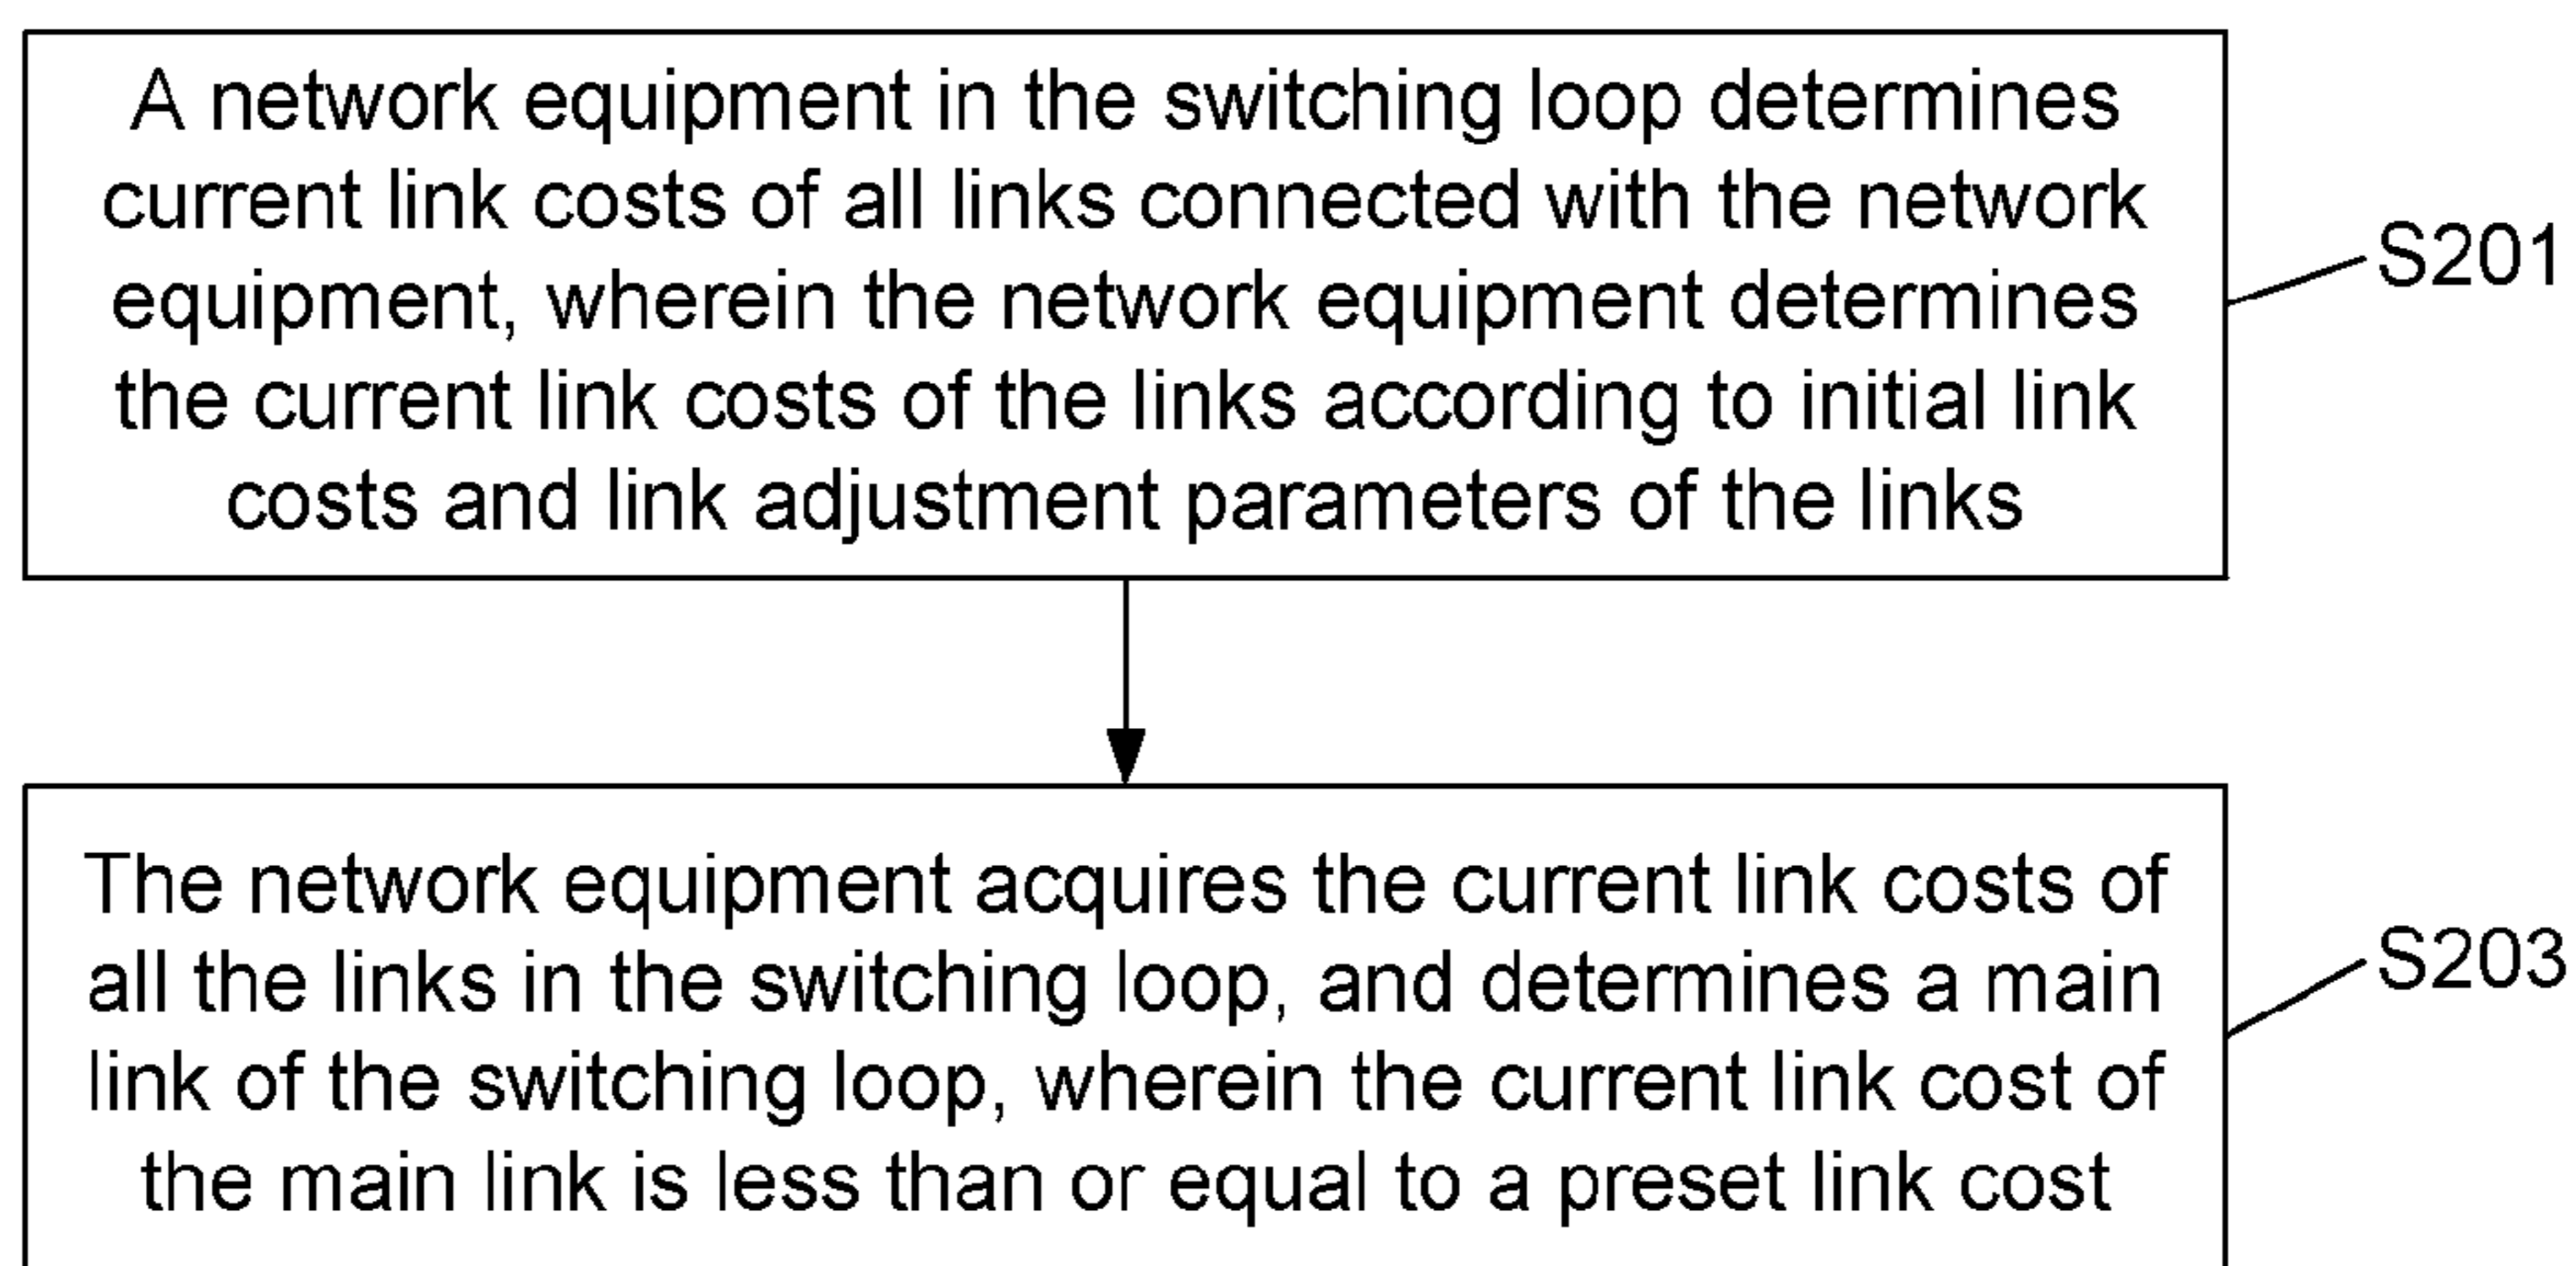 A network equipment in the switching loop determines
current link costs of all links connected with the network
equipment, wherein the network equipment determines
the current link costs of the links according to initial link
costs and link adjustment parameters of the links
S201
The network equipment acquires the current link costs of
all the links in the switching loop, and determines a main
link of the switching loop, wherein the current link cost of
the main link is less than or equal to a preset link cost
S203